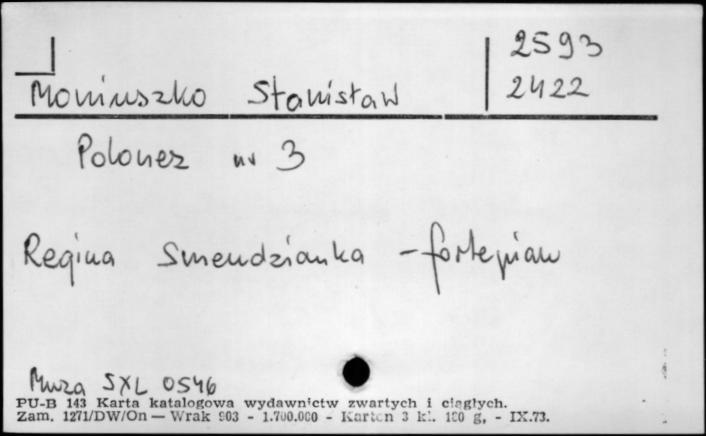 2593
Moniuszko Stanisław 2422
Polonez nr 3
Regina Smendzianka - fortepian
Muza SXL 0546
PU-B 143 Karta katalogowa wydawnictw zwartych i ciągłych.
Zam. 1271/DW/On — Wrak 903 - 1.700.000 - Karton 3 kl. 180 g, - IX.73.